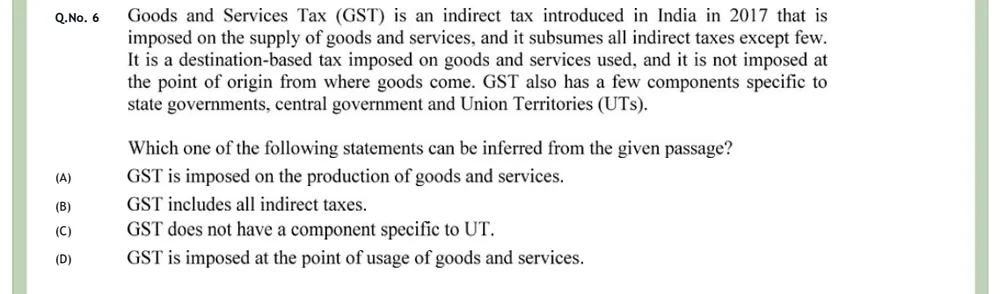 Q.No. 6 Goods and Services Tax (GST) is an indirect tax introduced in India in 2017 that is
imposed on the supply of goods and services, and it subsumes all indirect taxes except few.
It is a destination-based tax imposed on goods and services used, and it is not imposed at
the point of origin from where goods come. GST also has a few components specific to
state governments, central government and Union Territories (UTs).
Which one of the following statements can be inferred from the given passage?
(A) GST is imposed on the production of goods and services.
(B) GST includes all indirect taxes.
(C) GST does not have a component specific to UT.
(D) GST is imposed at the point of usage of goods and services.